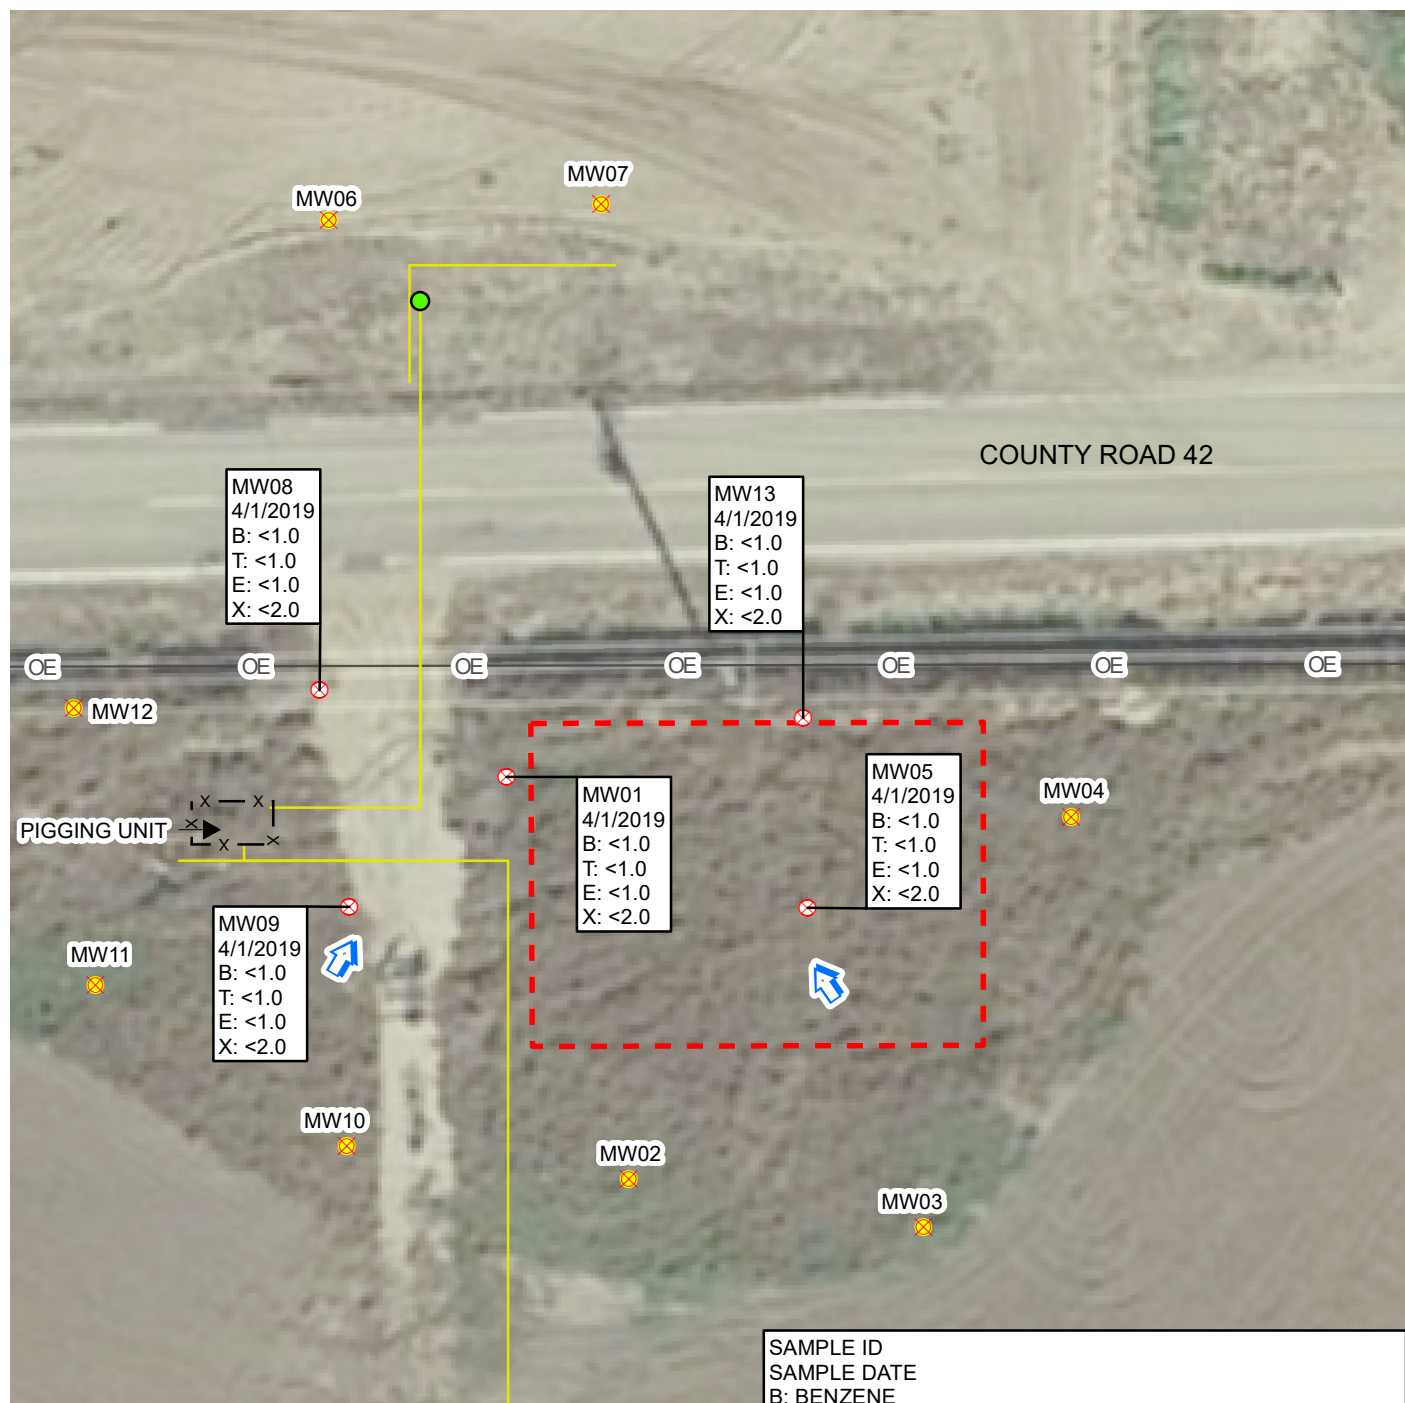 MW06
MW07
COUNTY ROAD 42
MW08
4/1/2019
B: <1.0
T: <1.0
E: <1.0
X: <2.0
MW13
4/1/2019
B: <1.0
T: <1.0
E: <1.0
X: <2.0
OE OE OE OE OE OE OE
MW12
MW01
4/1/2019
B: <1.0
T: <1.0
E: <1.0
X: <2.0
MW05
4/1/2019
B: <1.0
T: <1.0
E: <1.0
X: <2.0
MW04
X X
X
X X
PIGGING UNIT
MW09
4/1/2019
B: <1.0
T: <1.0
E: <1.0
X: <2.0
MW11
MW10
MW02
MW03
SAMPLE ID
SAMPLE DATE
B: BENZENE